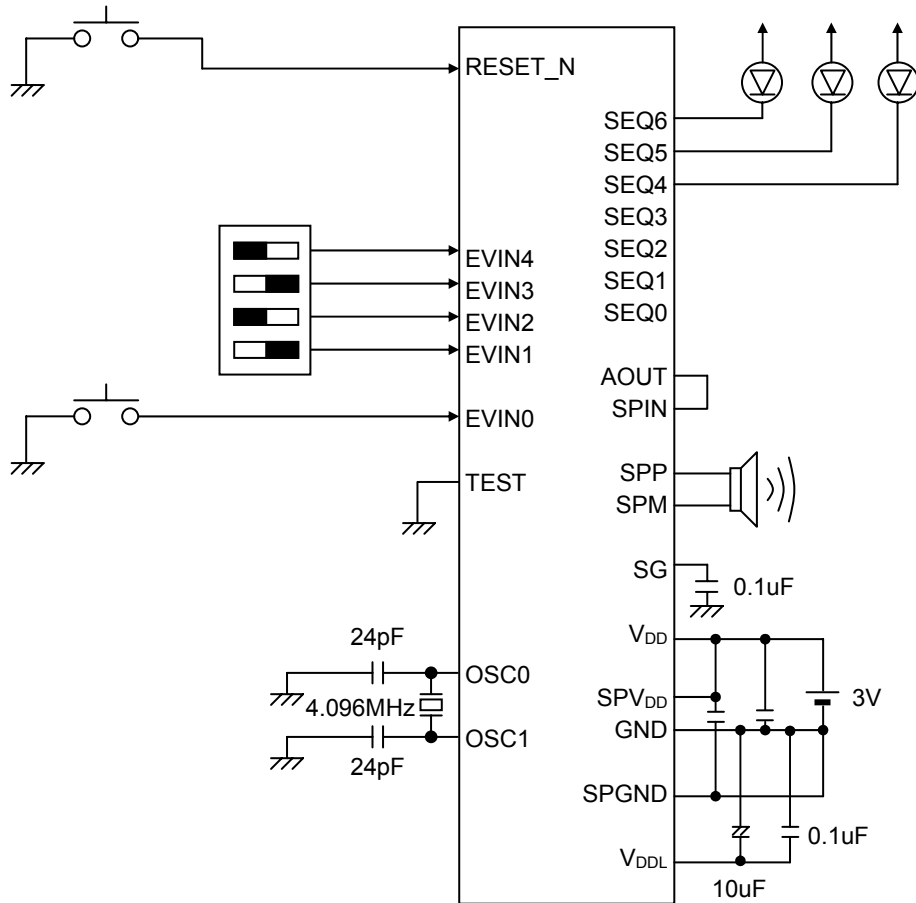 RESET_N
SEQ6
SEQ5
SEQ4
SEQ3
SEQ2
SEQ1
SEQ0
EVIN4
EVIN3
EVIN2
EVIN1
AOUT
SPIN
EVIN0
SPP
SPM
TEST
SG
0.1uF
24pF
VDD
OSC0
4.096MHz
SPVDD
3V
GND
OSC1
24pF
SPGND
0.1uF
VDDL
10uF